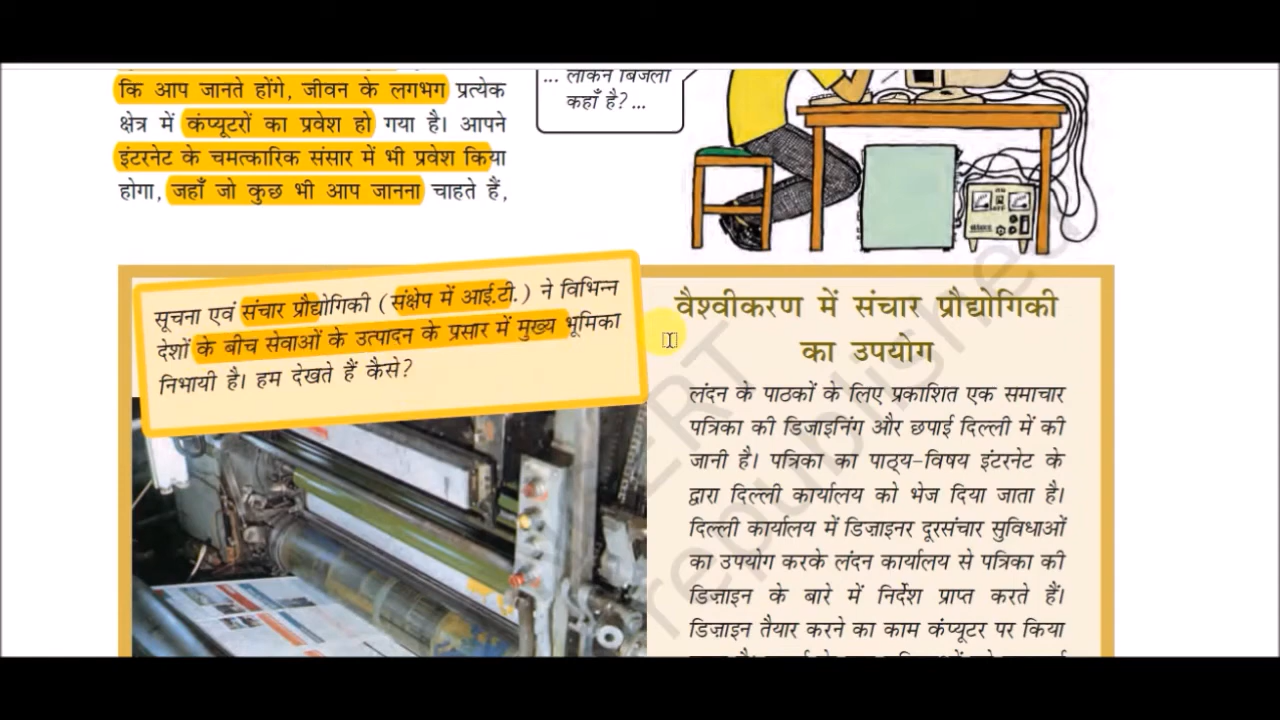 कि आप जानते होंगे, जीवन के लगभग प्रत्येक
क्षेत्र में कंप्यूटरों का प्रवेश हो गया है। आपने
इंटरनेट के चमत्कारिक संसार में भी प्रवेश किया
होगा, जहाँ जो कुछ भी आप जानना चाहते हैं,
... लेकिन बिजली
कहाँ है? ...
सूचना एवं संचार प्रौद्योगिकी (संक्षेप में आई.टी.) ने विभिन्न
देशों के बीच सेवाओं के उत्पादन के प्रसार में मुख्य भूमिका
निभायी है। हम देखते हैं कैसे?
वैश्वीकरण में संचार प्रौद्योगिकी
का उपयोग
लंदन के पाठकों के लिए प्रकाशित एक समाचार
पत्रिका की डिजाइनिंग और छपाई दिल्ली में की
जानी है। पत्रिका का पाठ्य-विषय इंटरनेट के
द्वारा दिल्ली कार्यालय को भेज दिया जाता है।
दिल्ली कार्यालय में डिज़ाइनर दूरसंचार सुविधाओं
का उपयोग करके लंदन कार्यालय से पत्रिका की
डिज़ाइन के बारे में निर्देश प्राप्त करते हैं।
डिज़ाइन तैयार करने का काम कंप्यूटर पर किया